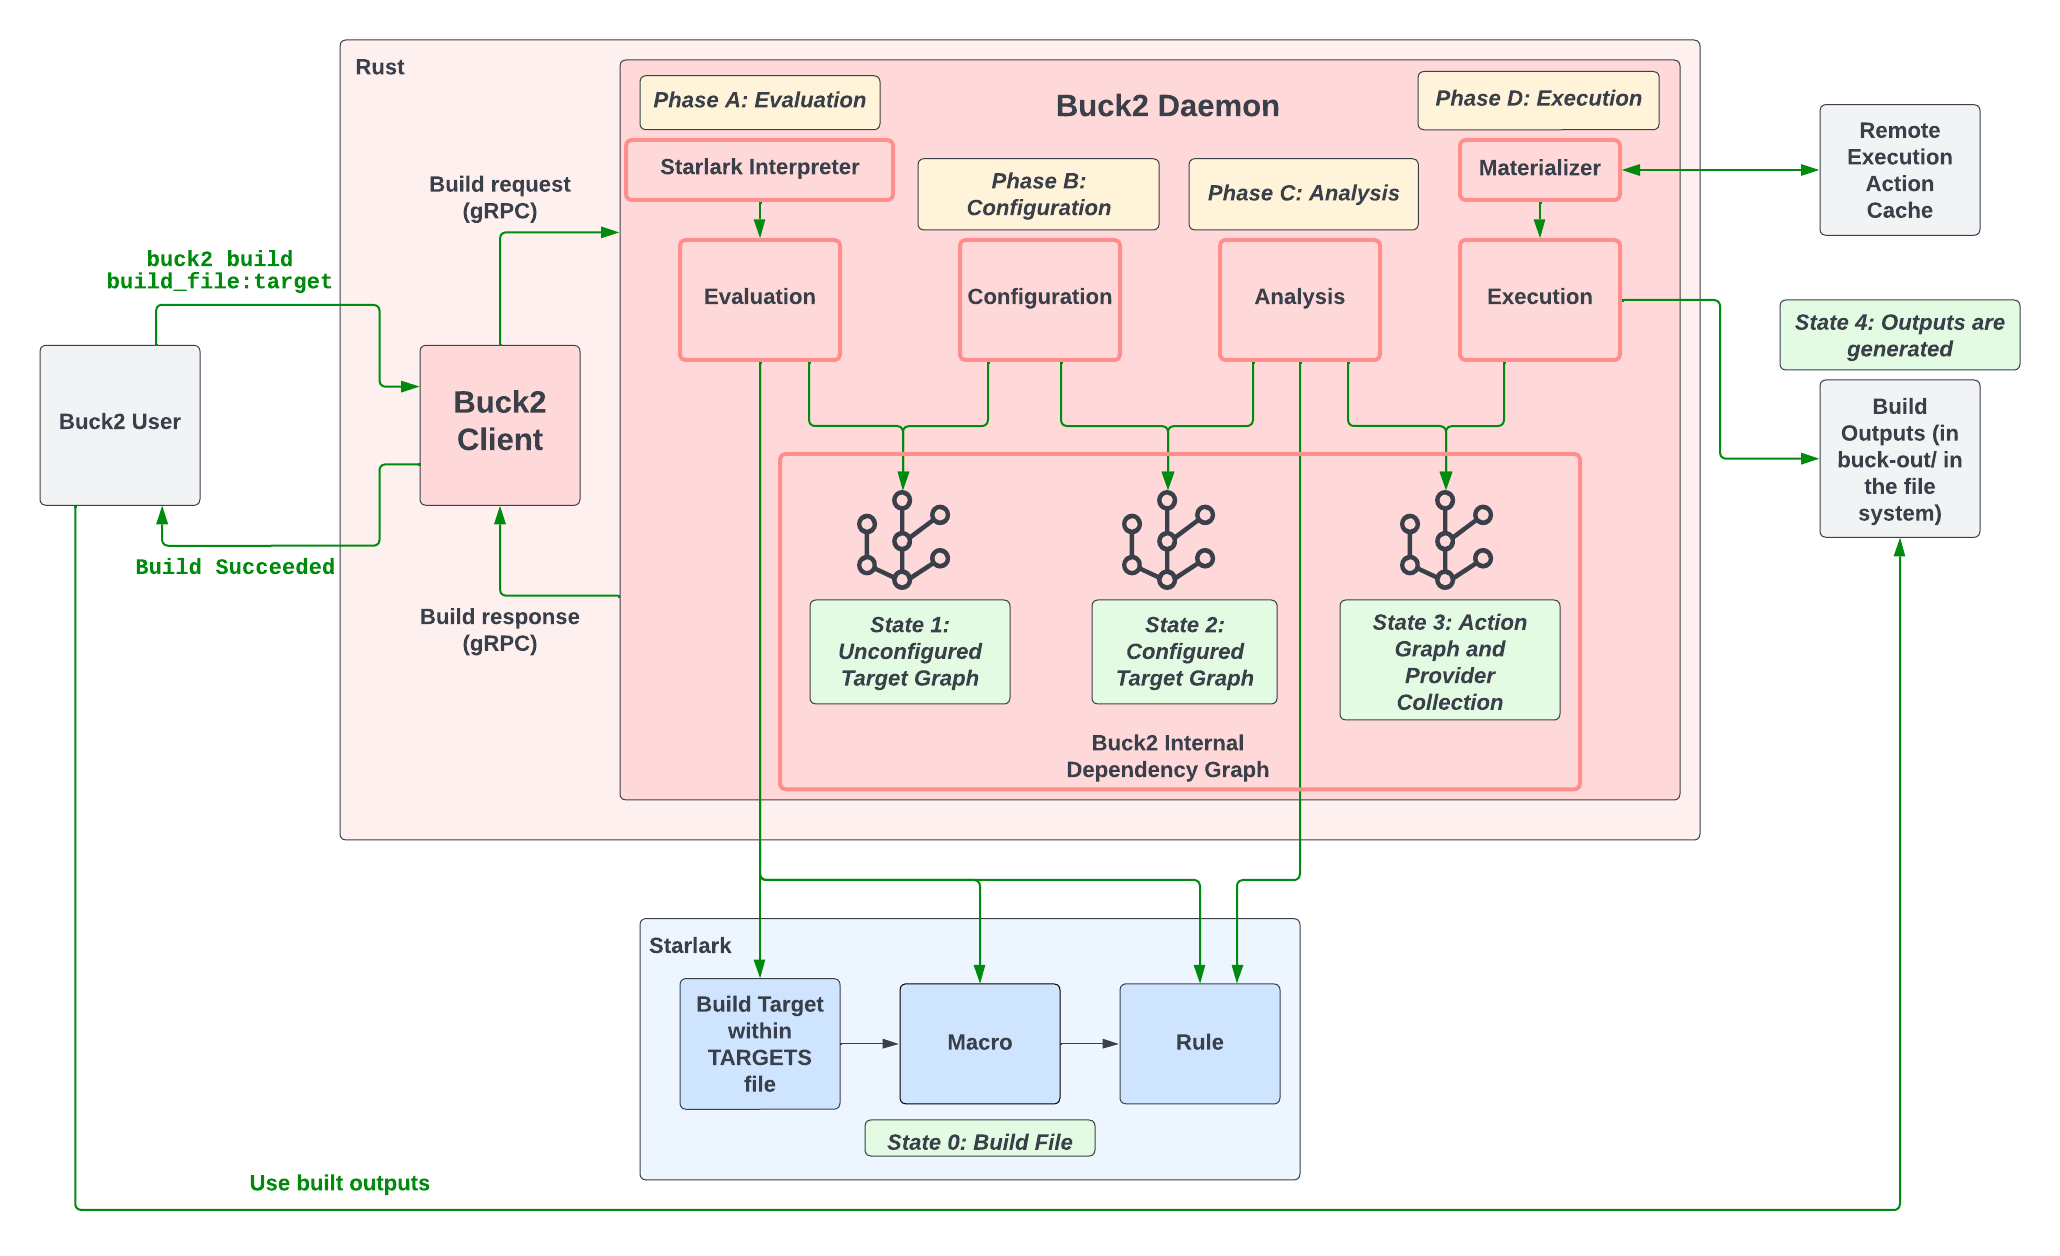 Rust
Phase A: Evaluation
Buck2 Daemon
Phase D: Execution
Starlark Interpreter
Phase B:
Configuration
Phase C: Analysis
Materializer
Remote
Execution
Action
Cache
Build request
(gRPC)
buck2 build
build_file:target
Evaluation
Configuration
Analysis
Execution
State 4: Outputs are
generated
Buck2 User
Buck2
Client
Build
Outputs (in
buck-out/ in
the file
system)
Build Succeeded
Build response
(gRPC)
State 1:
Unconfigured
Target Graph
State 2:
Configured
Target Graph
State 3: Action
Graph and
Provider
Collection
Buck2 Internal
Dependency Graph
Starlark
Build Target
within
TARGETS
file
Macro
Rule
State 0: Build File
Use built outputs